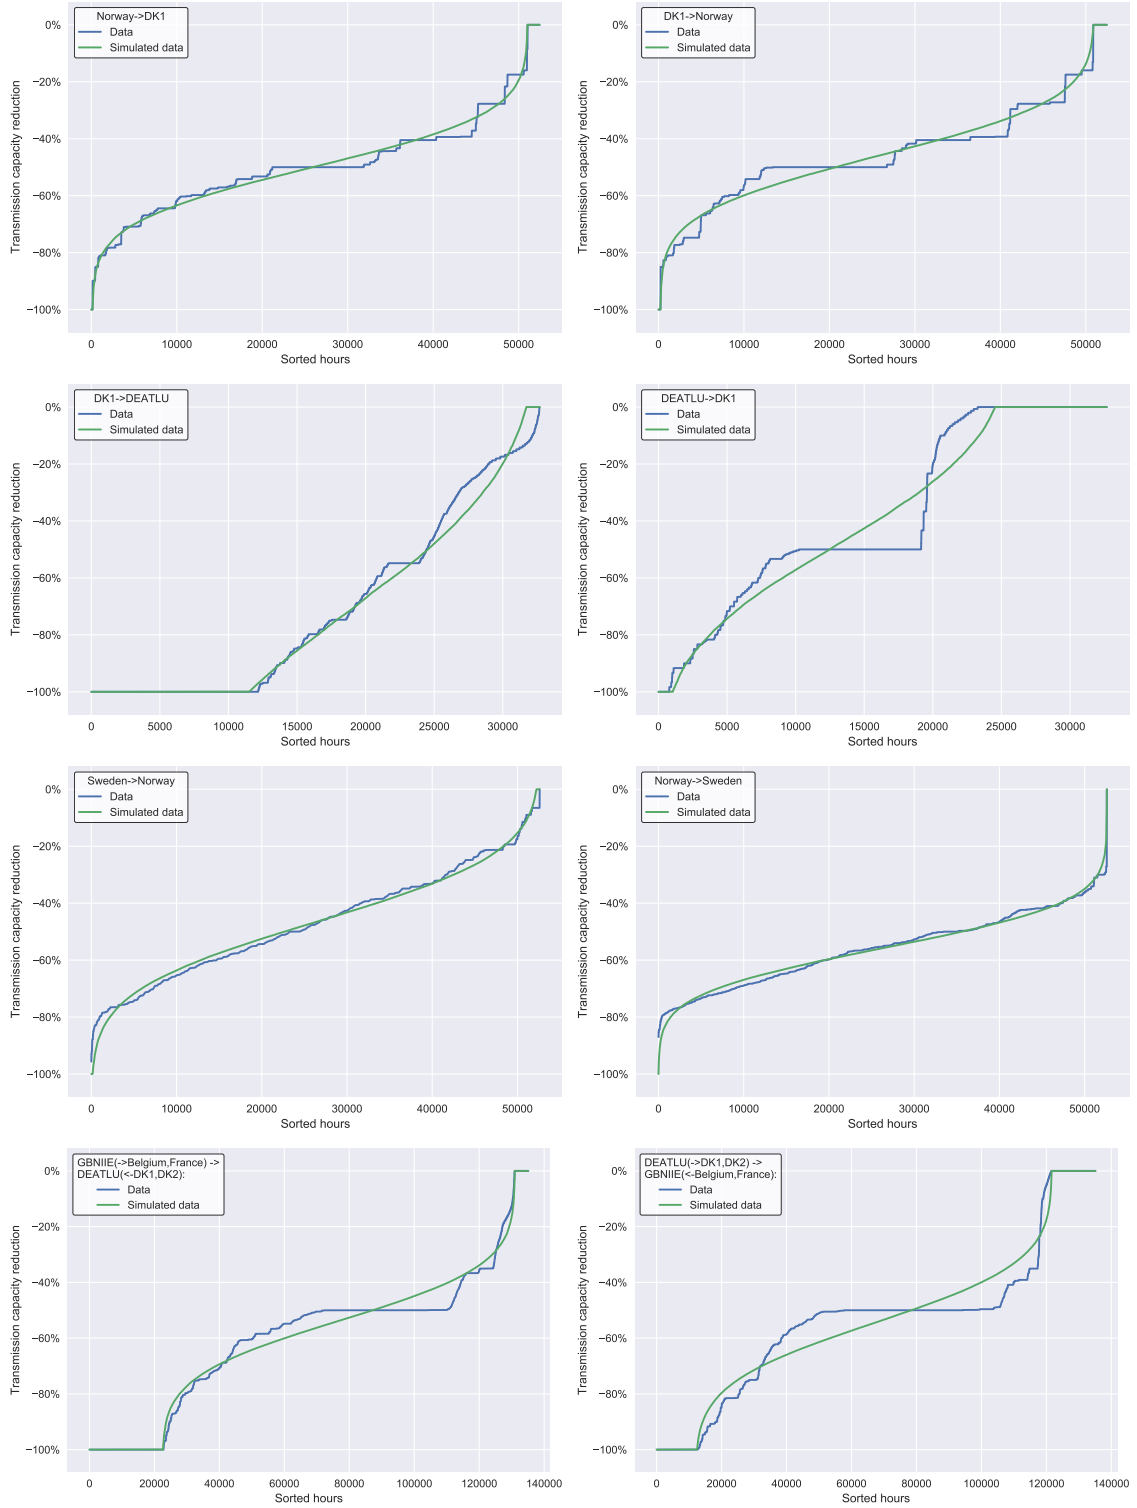 Norway->DK1
Data
Simulated data
0%
−20%
−40%
−60%
−80%
−100%
Transmission capacity reduction
0 10000 20000 30000 40000 50000
Sorted hours
DK1->Norway
Data
Simulated data
0%
−20%
−40%
−60%
−80%
−100%
Transmission capacity reduction
0 10000 20000 30000 40000 50000
Sorted hours
DK1->DEATLU
Data
Simulated data
0%
−20%
−40%
−60%
−80%
−100%
Transmission capacity reduction
0 5000 10000 15000 20000 25000 30000
Sorted hours
DEATLU->DK1
Data
Simulated data
0%
−20%
−40%
−60%
−80%
−100%
Transmission capacity reduction
0 5000 10000 15000 20000 25000 30000
Sorted hours
Sweden->Norway
Data
Simulated data
0%
−20%
−40%
−60%
−80%
−100%
Transmission capacity reduction
0 10000 20000 30000 40000 50000
Sorted hours
Norway->Sweden
Data
Simulated data
0%
−20%
−40%
−60%
−80%
−100%
Transmission capacity reduction
0 10000 20000 30000 40000 50000
Sorted hours
GBNIIE(->Belgium,France) ->
DEATLU(<-DK1,DK2):
Data
Simulated data
0%
−20%
−40%
−60%
−80%
−100%
Transmission capacity reduction
0 20000 40000 60000 80000 100000 120000 140000
Sorted hours
DEATLU(->DK1,DK2) ->
GBNIIE(<-Belgium,France):
Data
Simulated data
0%
−20%
−40%
−60%
−80%
−100%
Transmission capacity reduction
0 20000 40000 60000 80000 100000 120000 140000
Sorted hours